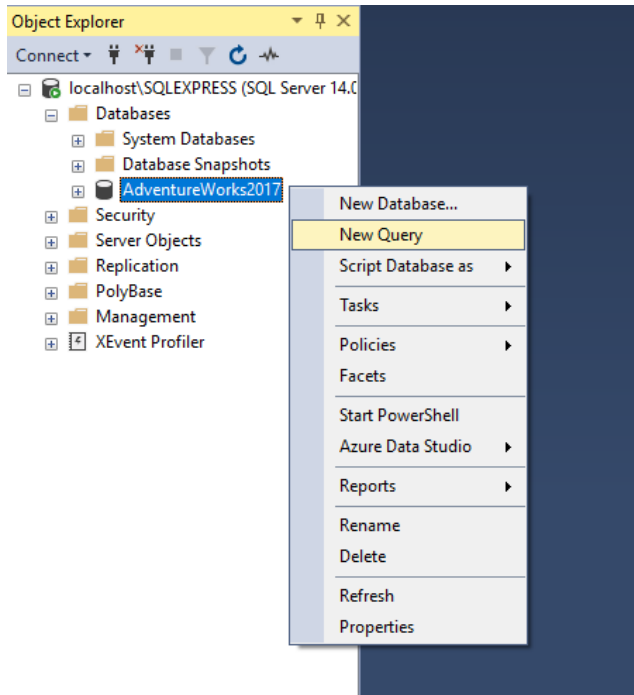 Object Explorer
Connect
localhost\SQLEXPRESS (SQL Server 14.0
Databases
System Databases
Database Snapshots
AdventureWorks2017
Security
Server Objects
Replication
PolyBase
Management
XEvent Profiler
New Database...
New Query
Script Database as
Tasks
Policies
Facets
Start PowerShell
Azure Data Studio
Reports
Rename
Delete
Refresh
Properties